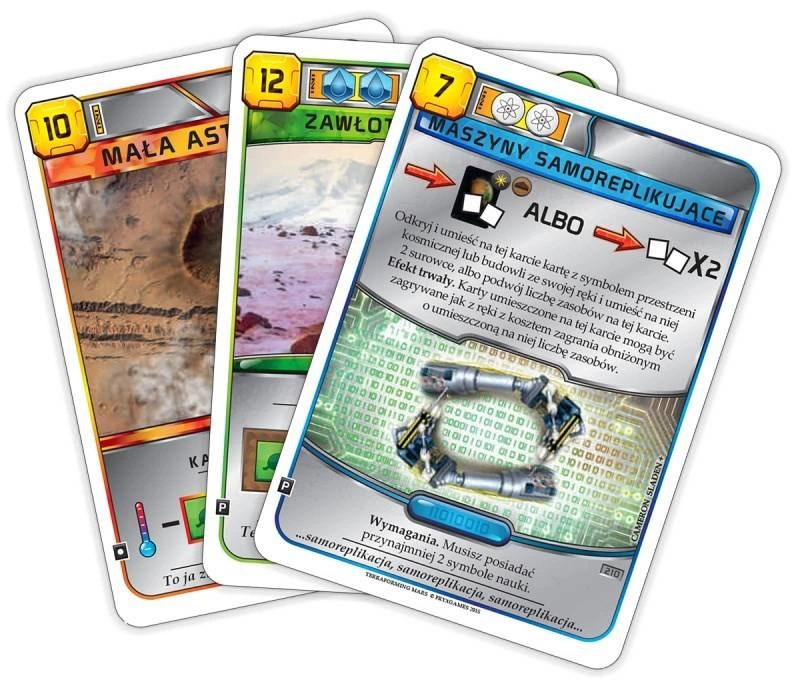 10
MAŁA AST
KA
To ja z
12
ZAWŁOT
P
Te
7
MASZYNY SAMOREPLIKUJĄCE
ALBO
X2
Odkryj i umieść na tej karcie kartę z symbolem przestrzeni
kosmicznej lub budowli ze swojej ręki i umieść na niej
2 surowce, albo podwój liczbę zasobów na tej karcie.
Efekt trwały. Karty umieszczone na tej karcie mogą być
zagrywane jak z ręki z kosztem zagrania obniżonym
o umieszczoną na niej liczbę zasobów.
P
11010010
CAMERON SLADEN
Wymagania. Musisz posiadać
przynajmniej 2 symbole nauki.
210
...samoreplikacja, samoreplikacja, samoreplikacja...
TERRAFORMING MARS © FRYXGAMES 2015